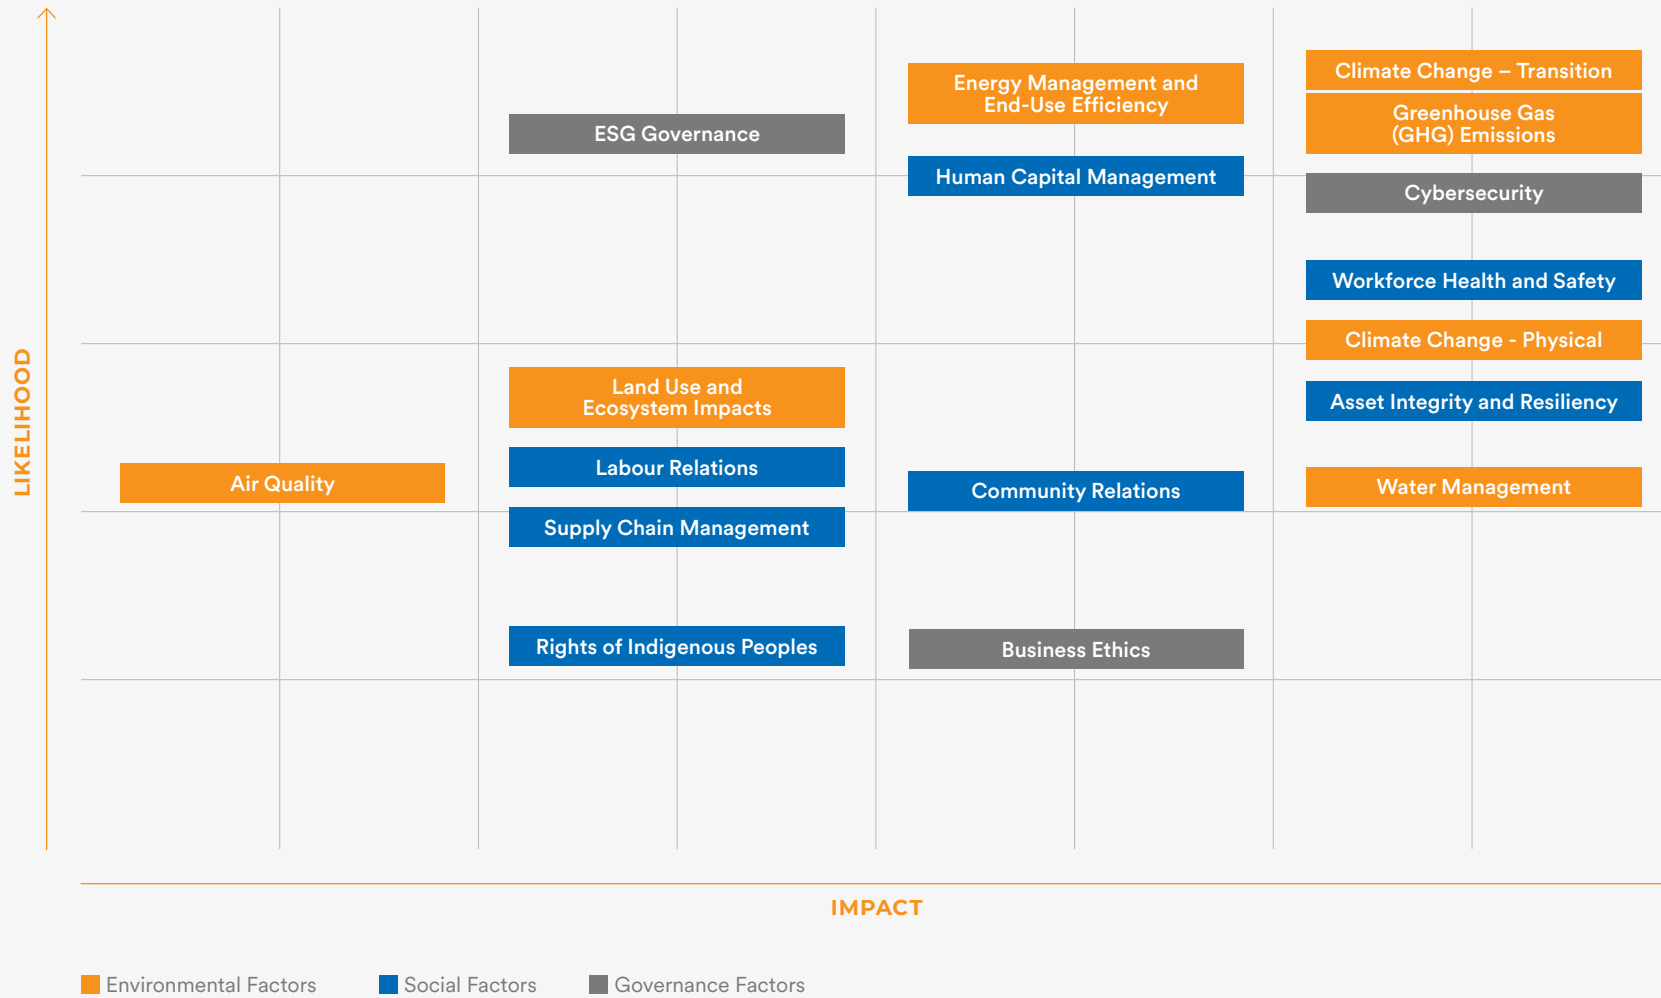 Climate Change – Transition
Energy Management and
End-Use Efficiency
Greenhouse Gas
(GHG) Emissions
ESG Governance
Human Capital Management
Cybersecurity
Workforce Health and Safety
Climate Change - Physical
Land Use and
Ecosystem Impacts
Asset Integrity and Resiliency
LIKELIHOOD
Labour Relations
Air Quality
Community Relations
Water Management
Supply Chain Management
Rights of Indigenous Peoples
Business Ethics
IMPACT
Environmental Factors
Social Factors
Governance Factors